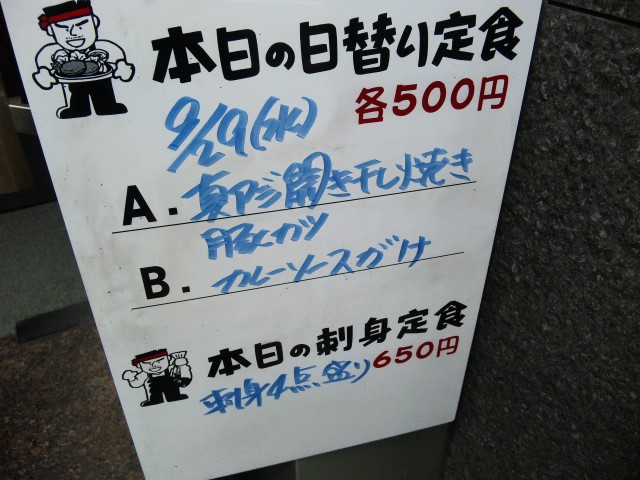 本日の日替り定食
各500円
9/29(水)
A. 真アジ開き干し焼き
豚ヒカツ
B. カレーソースがけ
本日の刺身定食
650円
刺身4点盛り